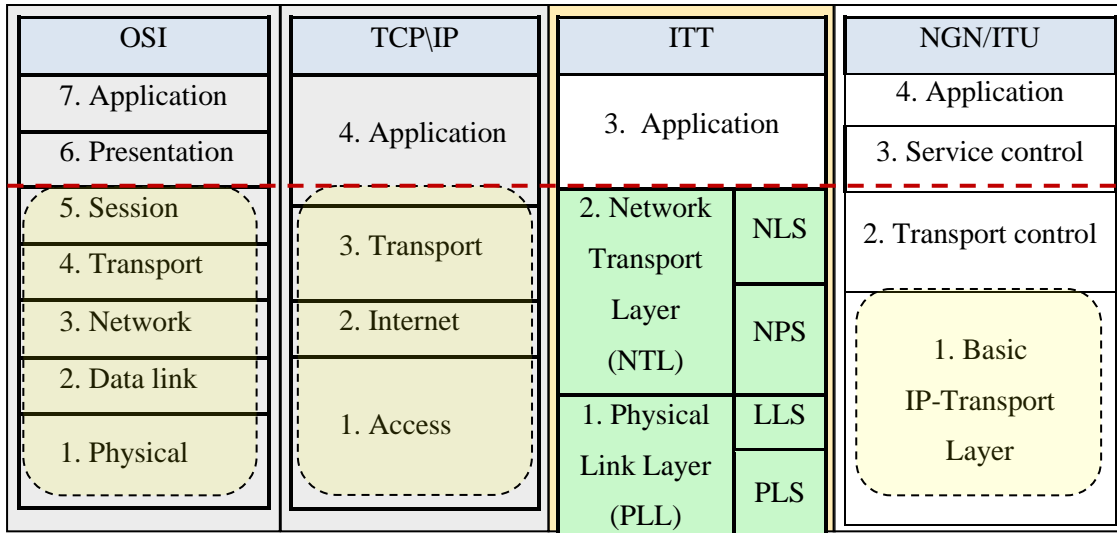 OSI
7. Application
6. Presentation
5. Session
4. Transport
3. Network
2. Data link
1. Physical
TCP\IP
4. Application
3. Transport
2. Internet
1. Access
ITT
3. Application
2. Network
Transport
Layer
(NTL)
NLS
NPS
1. Physical
Link Layer
(PLL)
LLS
PLS
NGN/ITU
4. Application
3. Service control
2. Transport control
1. Basic
IP-Transport
Layer